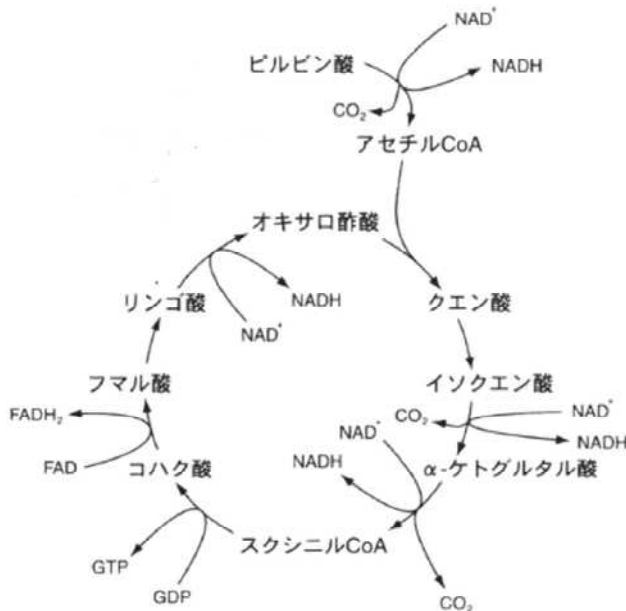 NAD⁺
ピルビン酸
NADH
CO₂
アセチルCoA
オキサロ酢酸
リンゴ酸
NADH
クエン酸
NAD⁺
フマル酸
イソクエン酸
FADH₂
CO₂
NAD⁺
NAD⁺
NADH
FAD
コハク酸
NADH
α-ケトグルタル酸
スクシニルCoA
GTP
GDP
CO₂